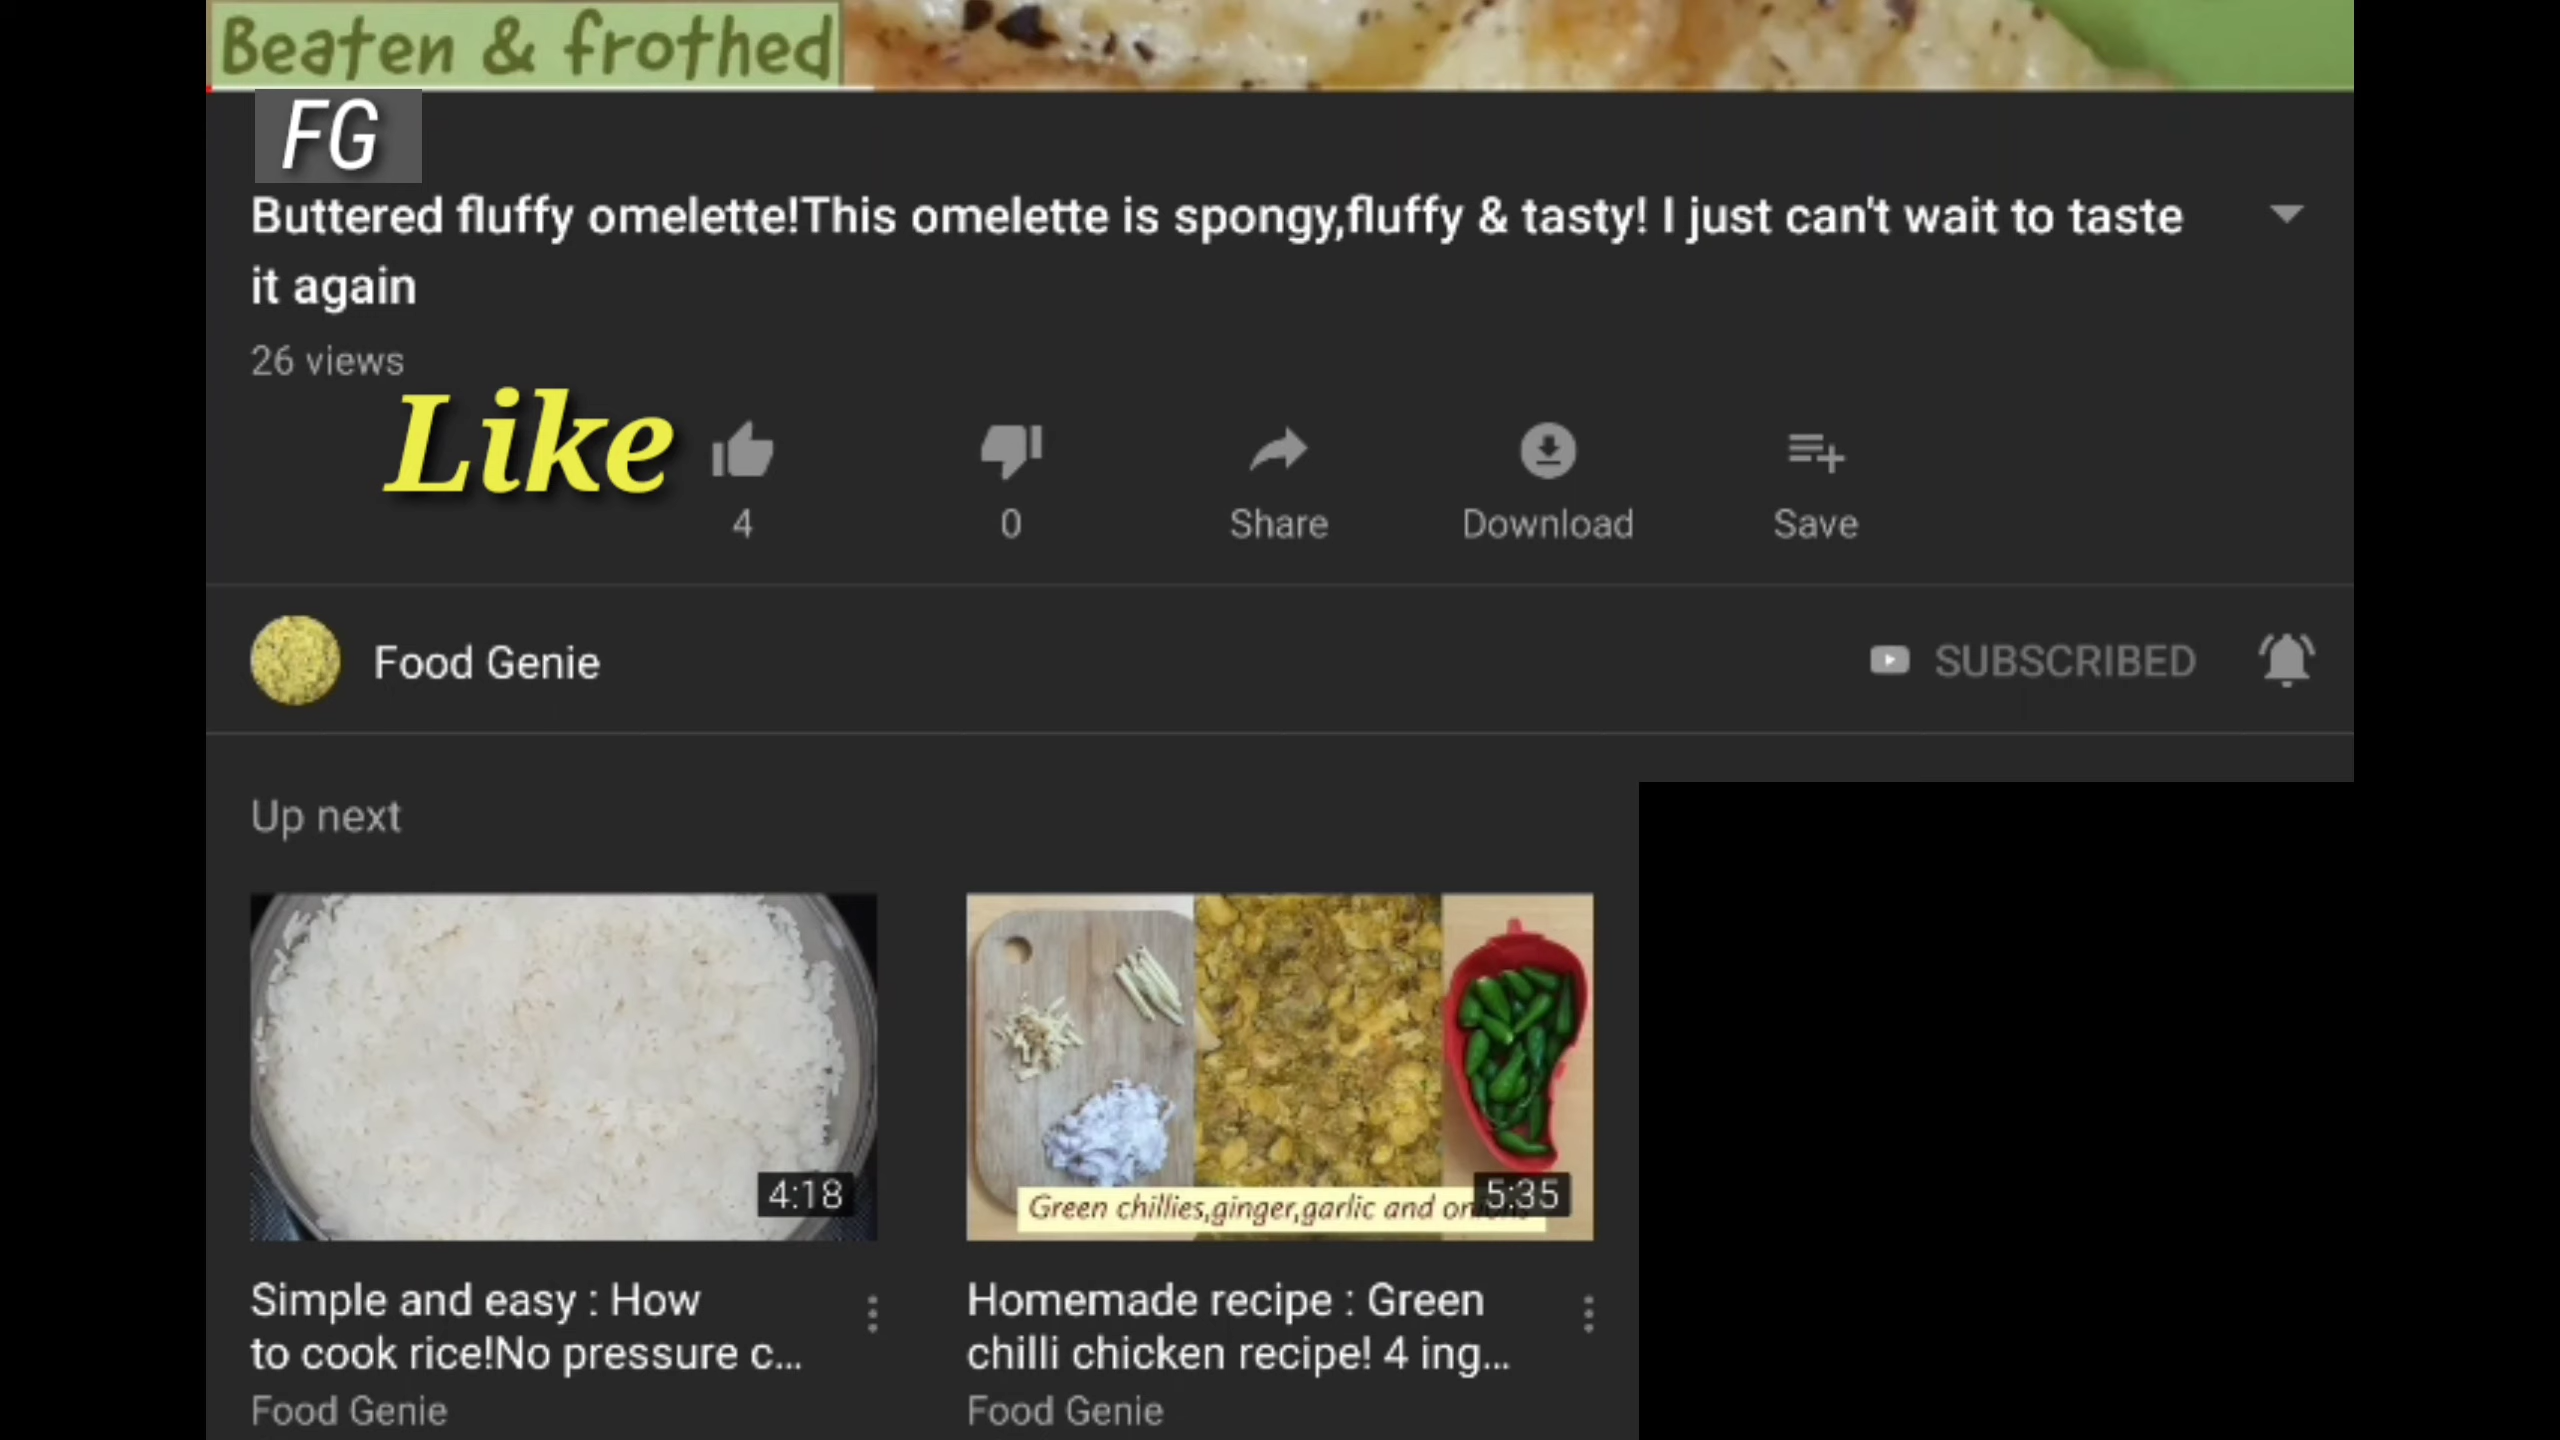 Beaten & frothed
FG
Buttered fluffy omelette!This omelette is spongy,fluffy & tasty! I just can't wait to taste
it again
26 views
Like
4
0
Share
Download
Save
Food Genie
SUBSCRIBED
Up next
4:18
Green chillies,ginger,garlic and
5:35
Simple and easy : How
to cook rice!No pressure c...
Food Genie
Homemade recipe : Green
chilli chicken recipe! 4 ing...
Food Genie